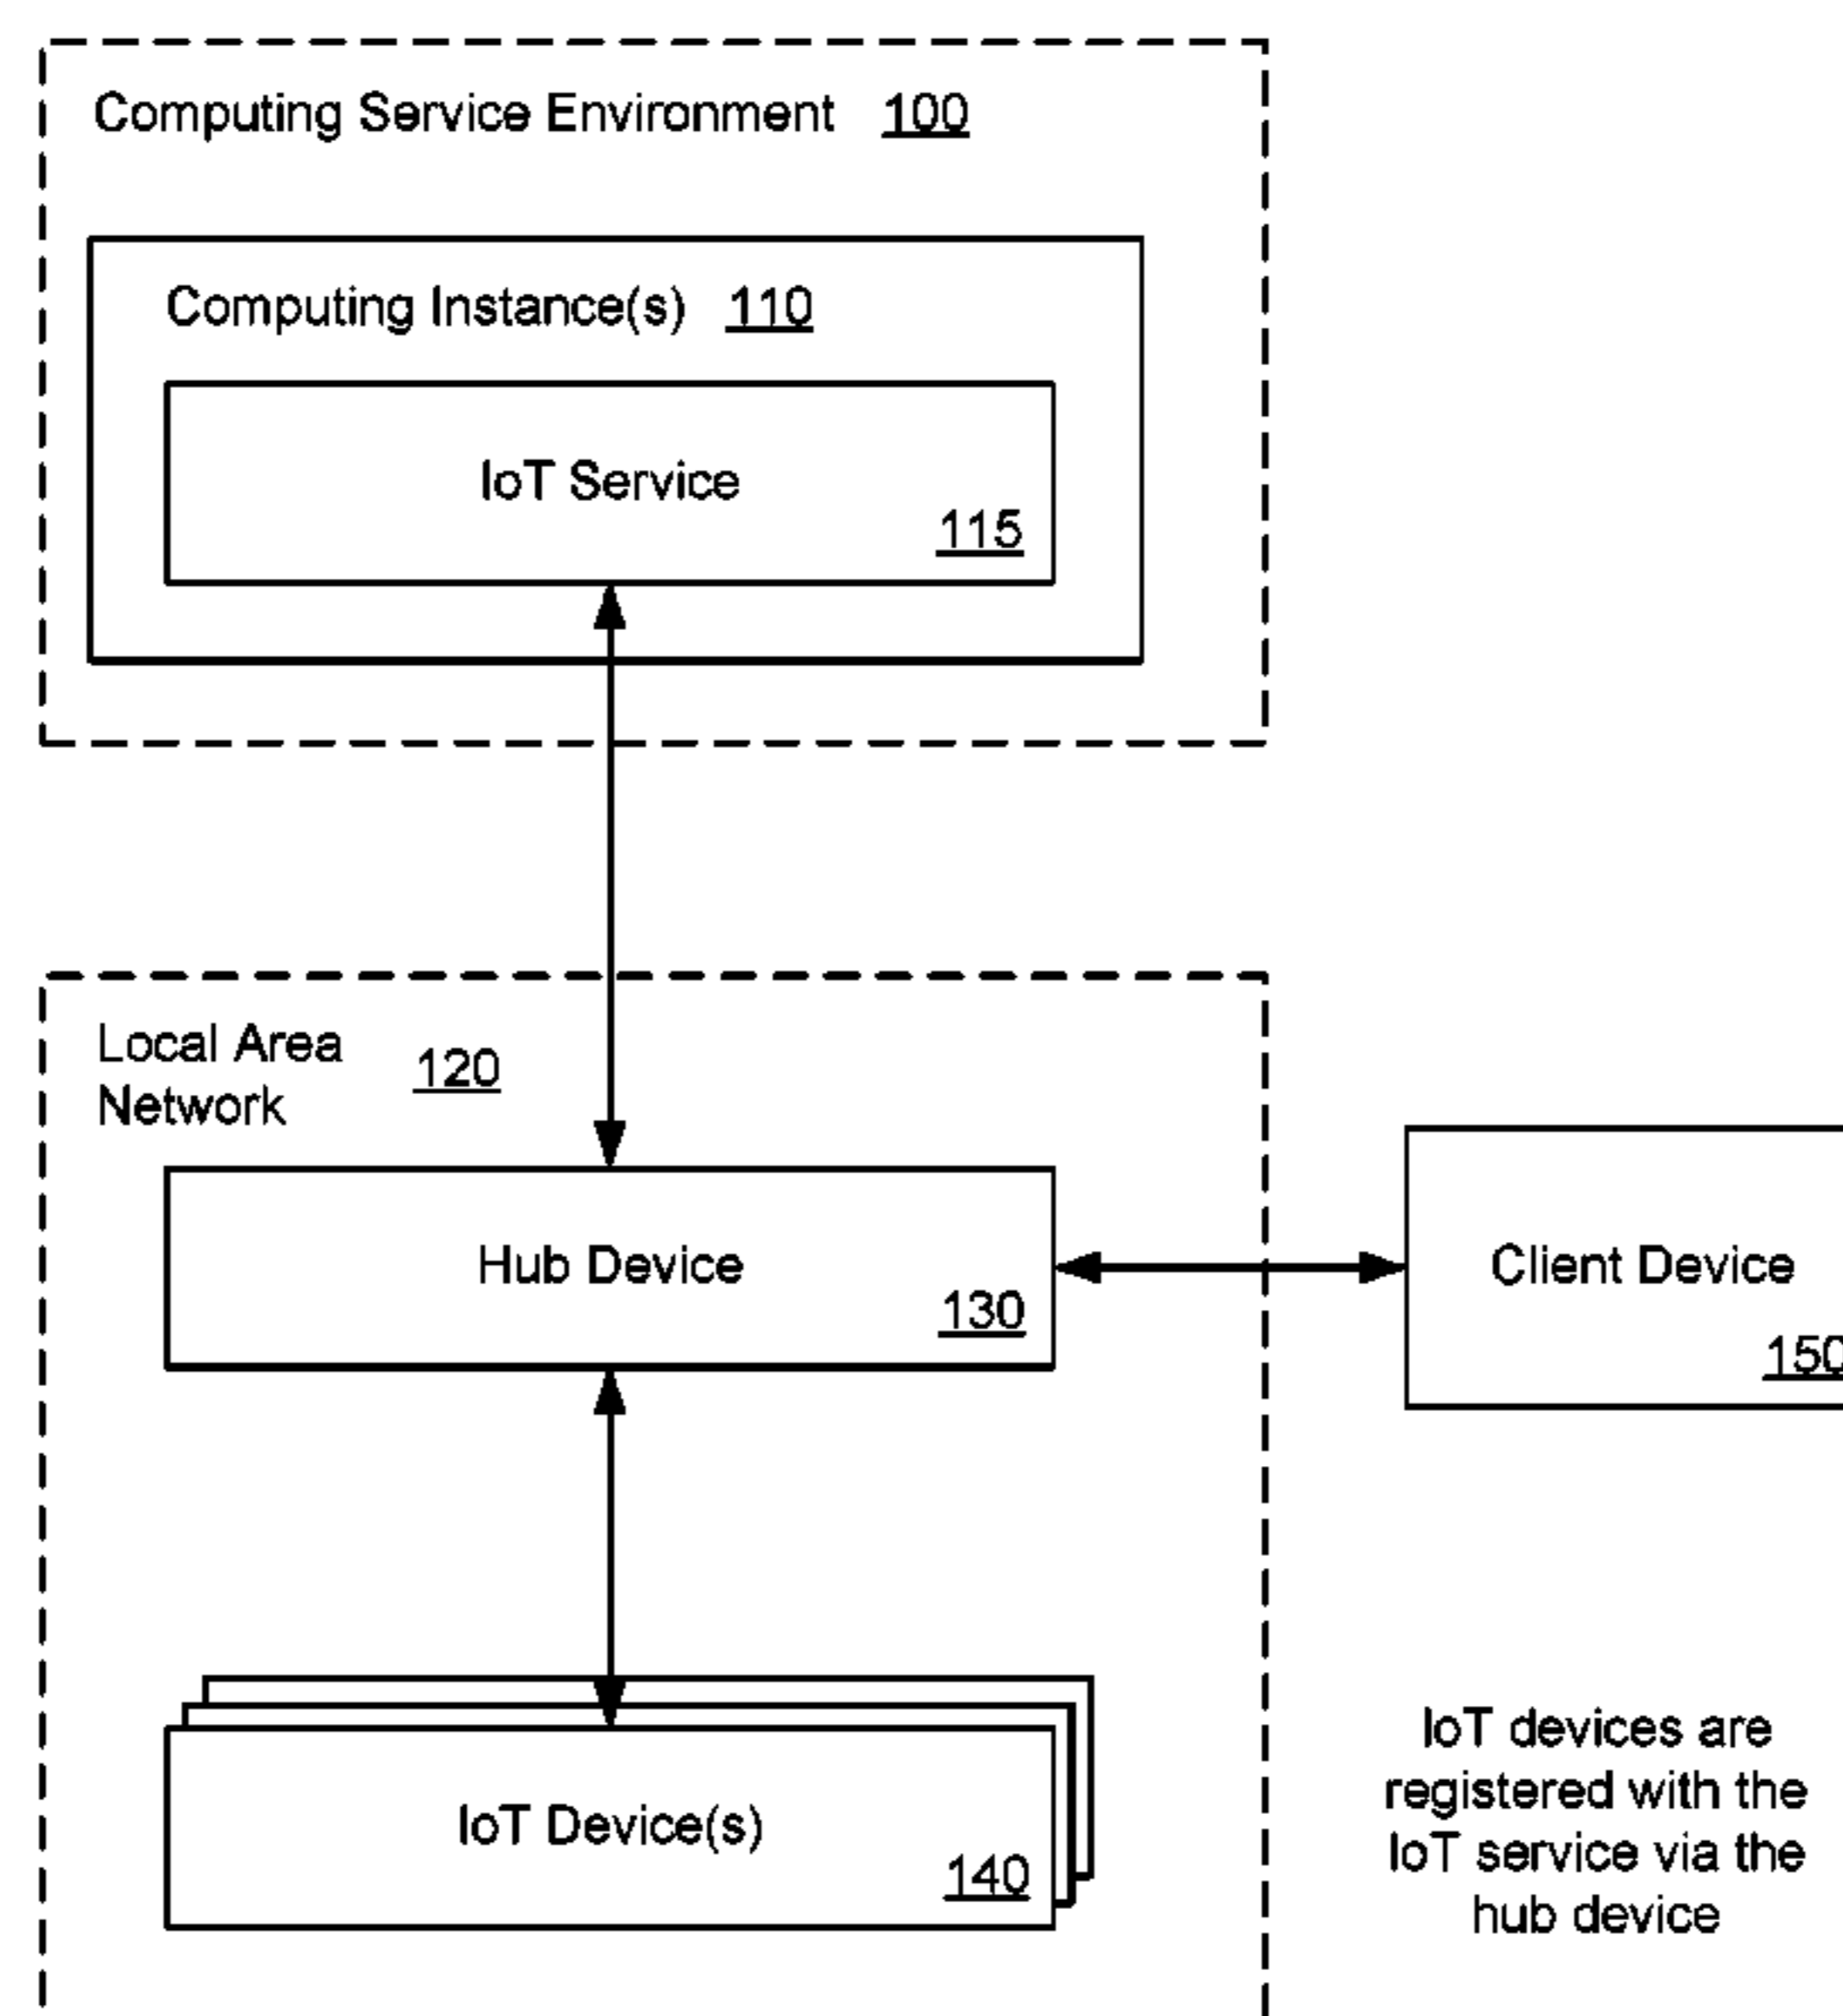 Computing Service Environment 100
Computing Instance(s) 110
IoT Service
115
Local Area
Network
120
Hub Device
130
Client Device
150
IoT Device(s)
140
IoT devices are
registered with the
IoT service via the
hub device